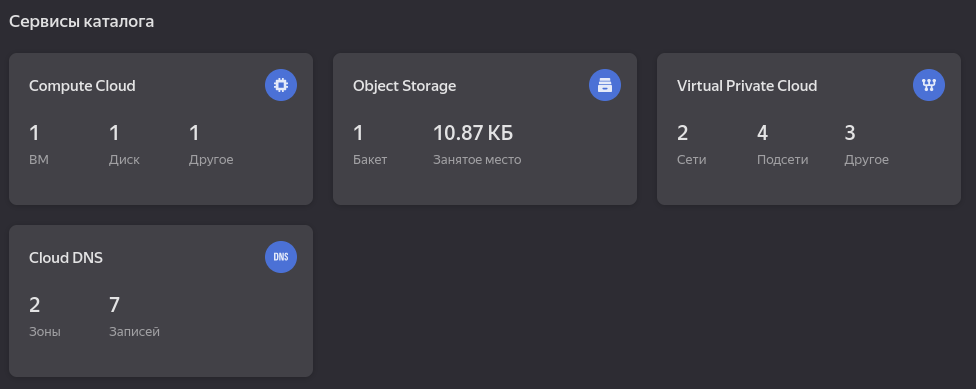 Сервисы каталога
Compute Cloud
1 1 1
ВМ Диск Другое
Object Storage
1 10.87 КБ
Бакет Занятое место
Virtual Private Cloud
2 4 3
Сети Подсети Другое
Cloud DNS
DNS
2 7
Зоны Записей